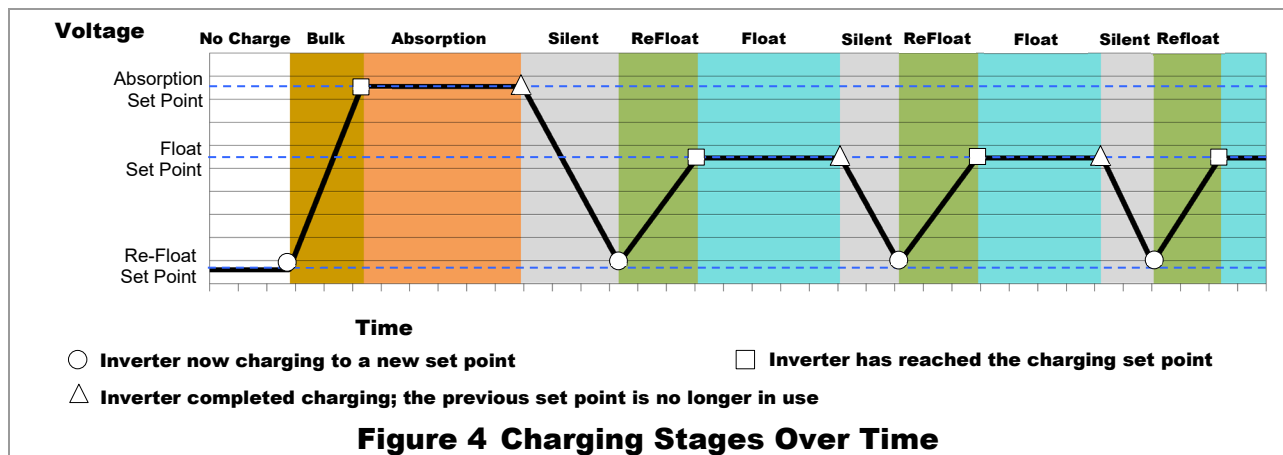 Voltage
No Charge Bulk Absorption Silent ReFloat Float Silent ReFloat Float Silent Refloat
Absorption
Set Point
Float
Set Point
Re-Float
Set Point
Time
Inverter now charging to a new set point
Inverter has reached the charging set point
Inverter completed charging; the previous set point is no longer in use
Figure 4 Charging Stages Over Time